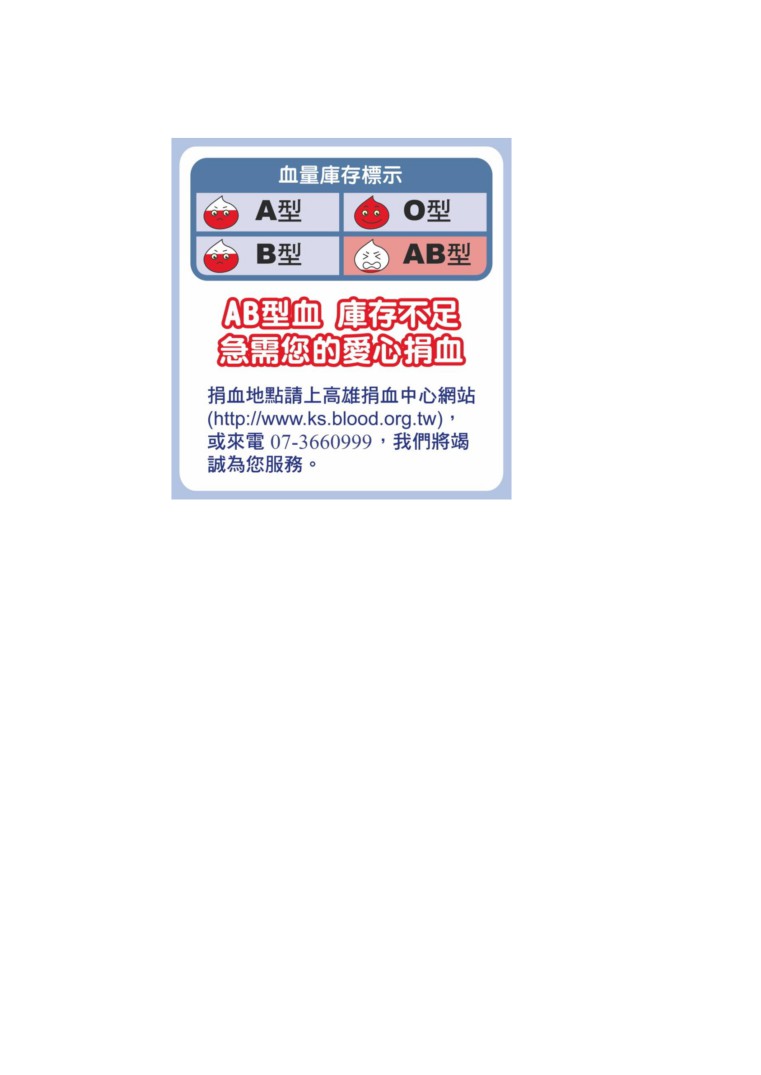 血量庫存標示
A型 O型
B型 AB型
AB型血 庫存不足
急需您的愛心捐血
捐血地點請上高雄捐血中心網站
(http://www.ks.blood.org.tw)，
或來電 07-3660999，我們將竭
誠為您服務。